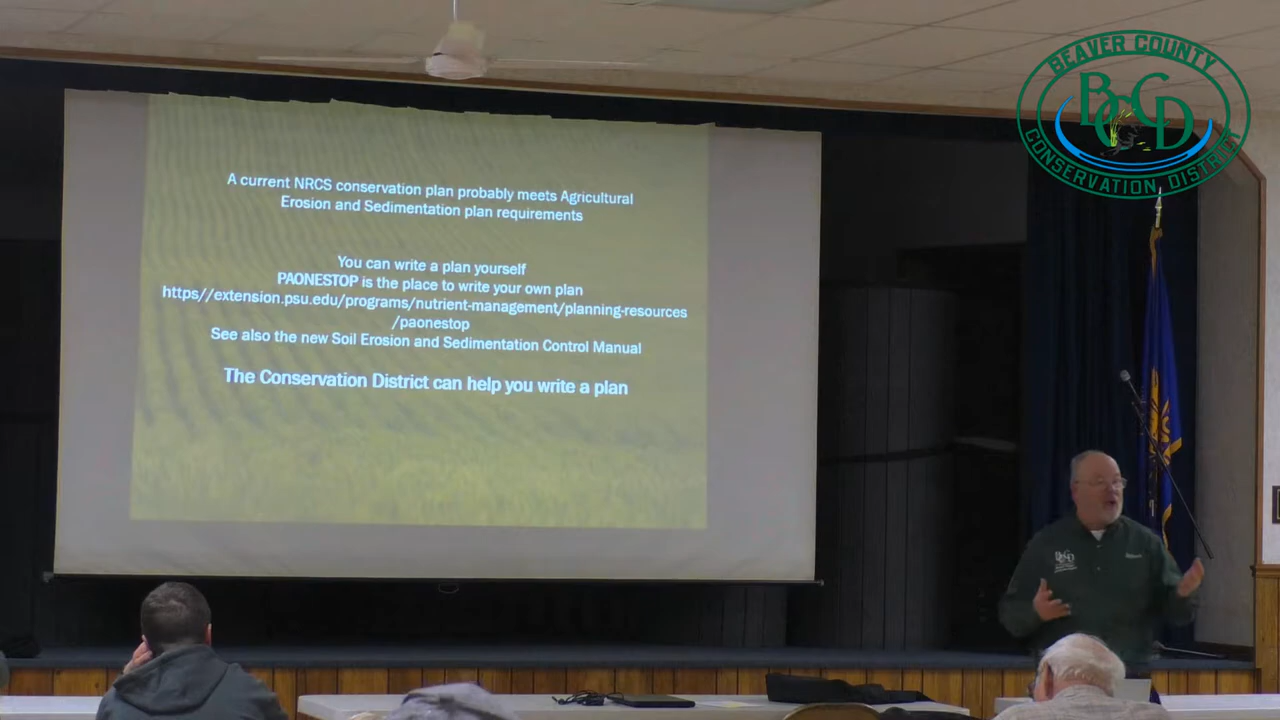 BEAVER COUNTY
BCCD
CONSERVATION DISTRICT
A current NRCS conservation plan probably meets Agricultural
Erosion and Sedimentation plan requirements
You can write a plan yourself
PAONESTOP is the place to write your own plan
https//extension.psu.edu/programs/nutrient-management/planning-resources
/paonestop
See also the new Soil Erosion and Sedimentation Control Manual
The Conservation District can help you write a plan
BCCD